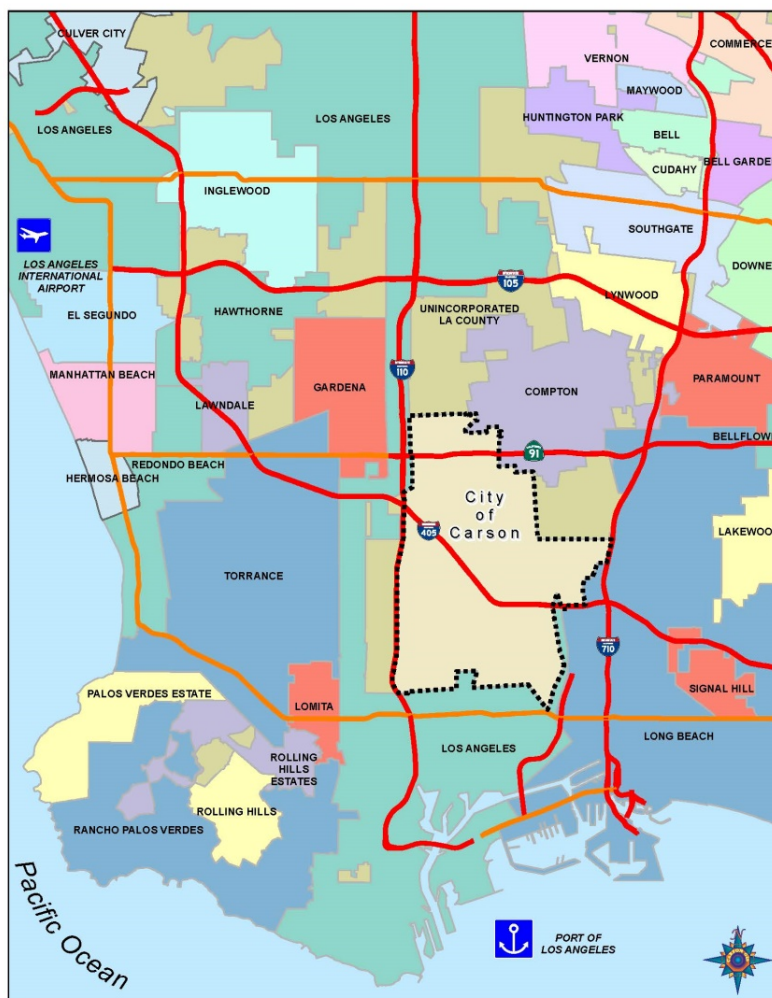 CULVER CITY
COMMERCE
VERNON
MAYWOOD
HUNTINGTON PARK
LOS ANGELES
LOS ANGELES
BELL
BELL GARDE
CUDAHY
INGLEWOOD
SOUTHGATE
LOS ANGELES
INTERNATIONAL
AIRPORT
DOWNE
105
LYNWOOD
EL SEGUNDO
HAWTHORNE
UNINCORPORATED
LA COUNTY
110
MANHATTAN BEACH
GARDENA
COMPTON
PARAMOUNT
LAWNDALE
BELLFLOW
91
REDONDO BEACH
HERMOSA BEACH
City
of
Carson
405
LAKEWOO
TORRANCE
710
PALOS VERDES ESTATE
SIGNAL HILL
LOMITA
LONG BEACH
LOS ANGELES
ROLLING
HILLS
ESTATES
ROLLING HILLS
RANCHO PALOS VERDES
Pacific Ocean
PORT OF
LOS ANGELES
N